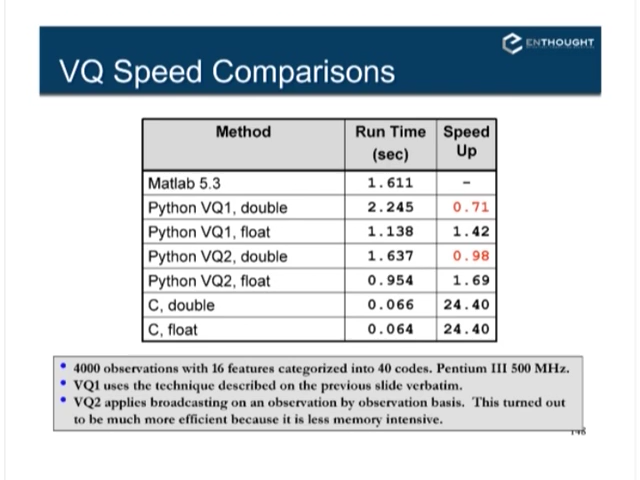 ENTHOUGHT
VQ Speed Comparisons
Method Run Time (sec) Speed Up
Matlab 5.3 1.611 –
Python VQ1, double 2.245 0.71
Python VQ1, float 1.138 1.42
Python VQ2, double 1.637 0.98
Python VQ2, float 0.954 1.69
C, double 0.066 24.40
C, float 0.064 24.40
• 4000 observations with 16 features categorized into 40 codes. Pentium III 500 MHz.
• VQ1 uses the technique described on the previous slide verbatim.
• VQ2 applies broadcasting on an observation by observation basis. This turned out
to be much more efficient because it is less memory intensive.